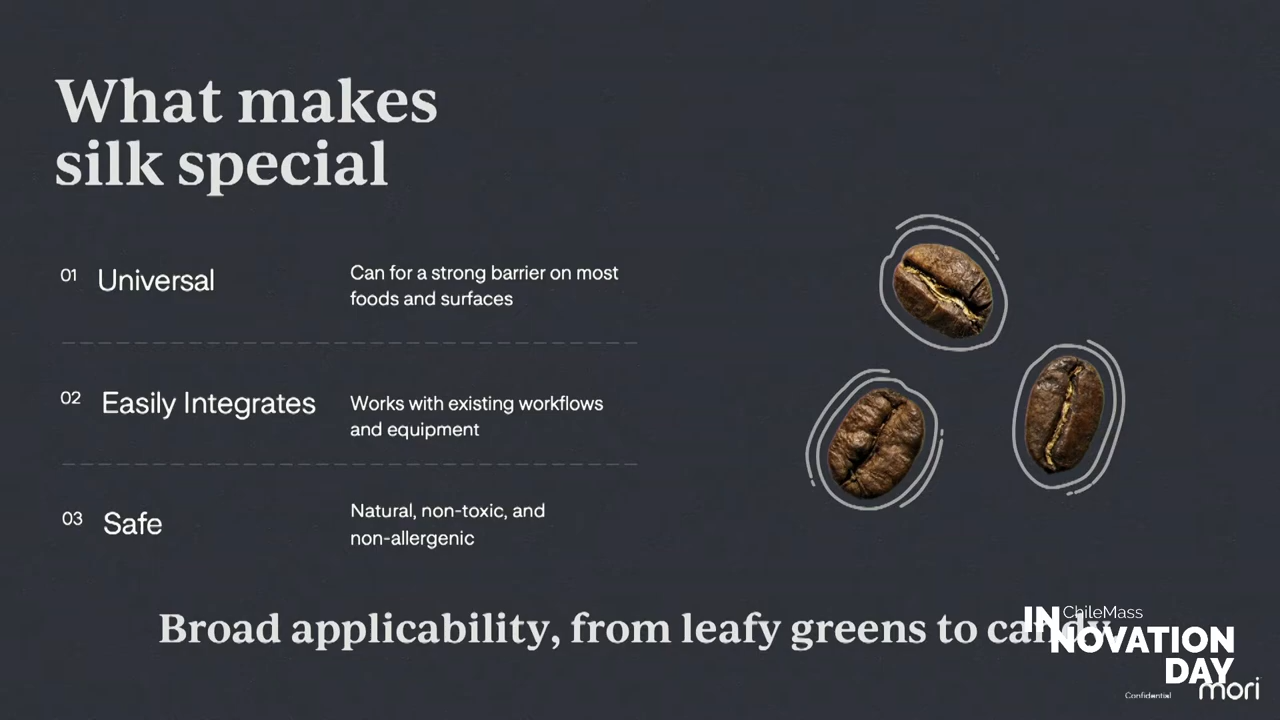 What makes
silk special
01 Universal
Can for a strong barrier on most
foods and surfaces
02 Easily Integrates
Works with existing workflows
and equipment
03 Safe
Natural, non-toxic, and
non-allergenic
Broad applicability, from leafy greens to candy
ChileMass
INNOVATION
DAY
Confidential
mori